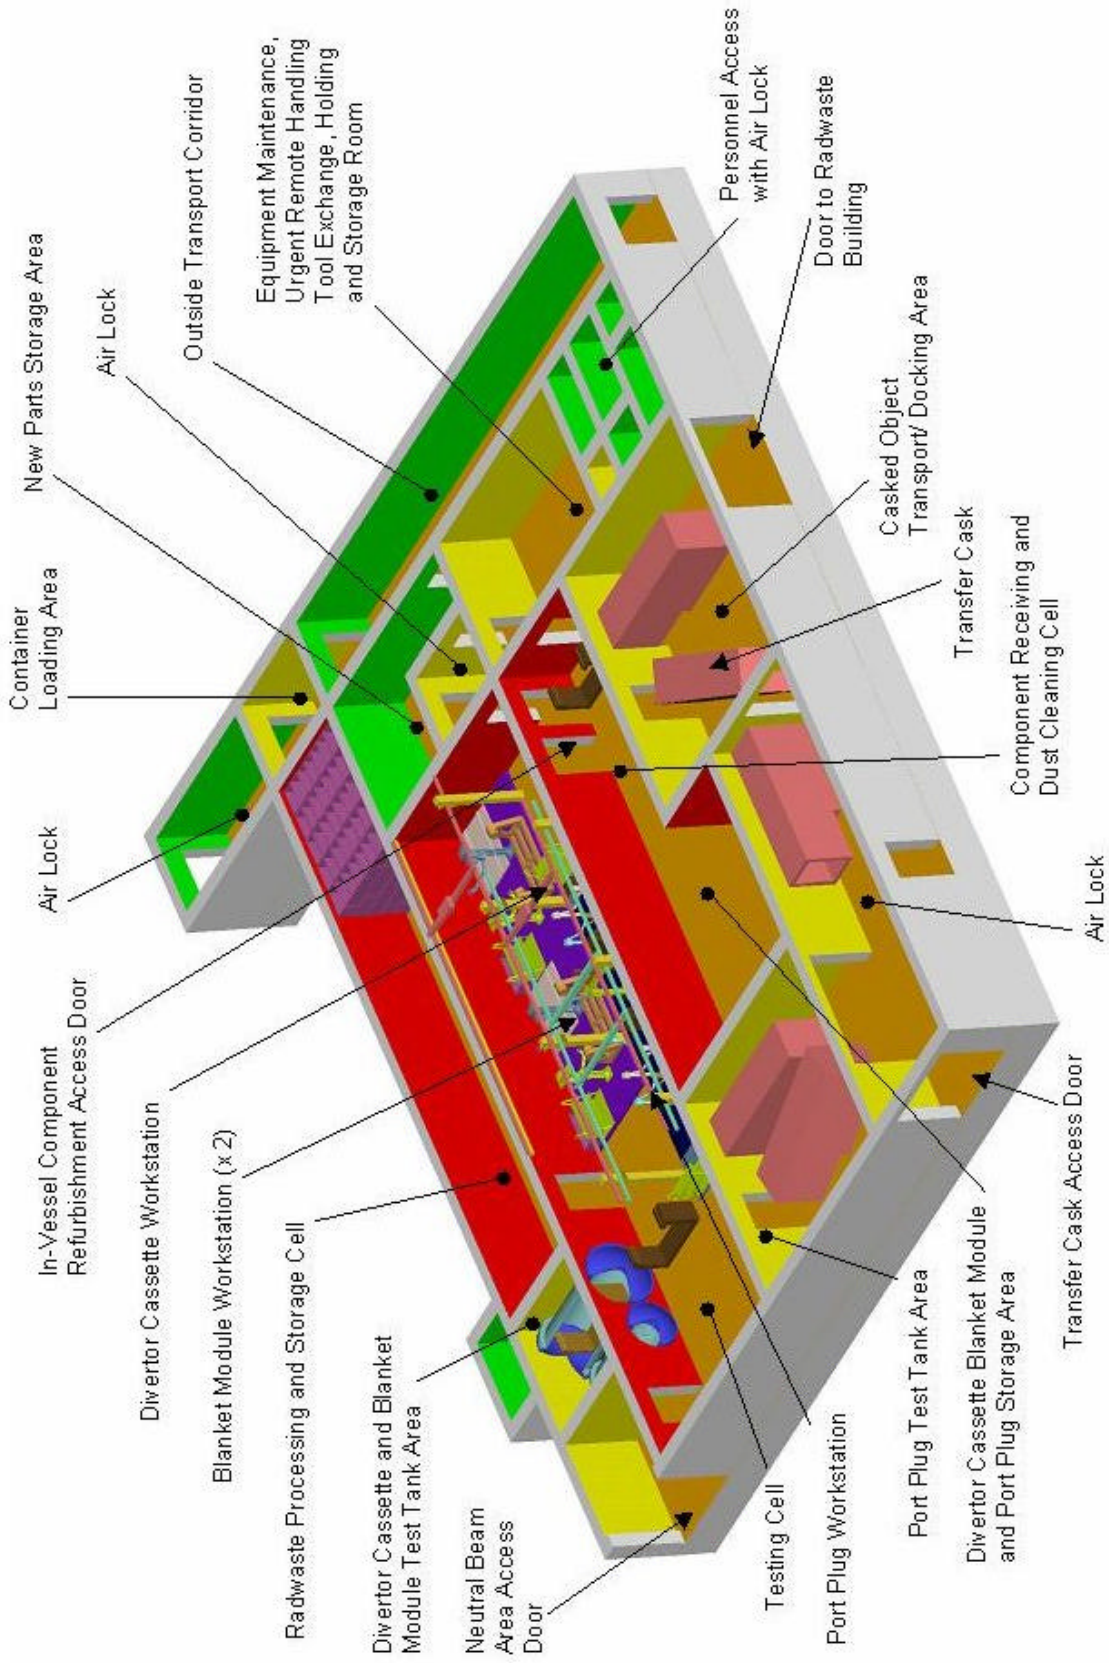 Container
Loading Area
New Parts Storage Area
Air Lock
Outside Transport Corridor
Equipment Maintenance,
Urgent Remote Handling
Tool Exchange, Holding
and Storage Room
Personnel Access
with Air Lock
Door to Radwaste
Building
Casked Object
Transport/ Docking Area
Transfer Cask
Component Receiving and
Dust Cleaning Cell
Air Lock
Air Lock
In-Vessel Component
Refurbishment Access Door
Divertor Cassette Workstation
Blanket Module Workstation (x 2)
Radwaste Processing and Storage Cell
Divertor Cassette and Blanket
Module Test Tank Area
Neutral Beam
Area Access
Door
Testing Cell
Port Plug Workstation
Port Plug Test Tank Area
Divertor Cassette Blanket Module
and Port Plug Storage Area
Transfer Cask Access Door